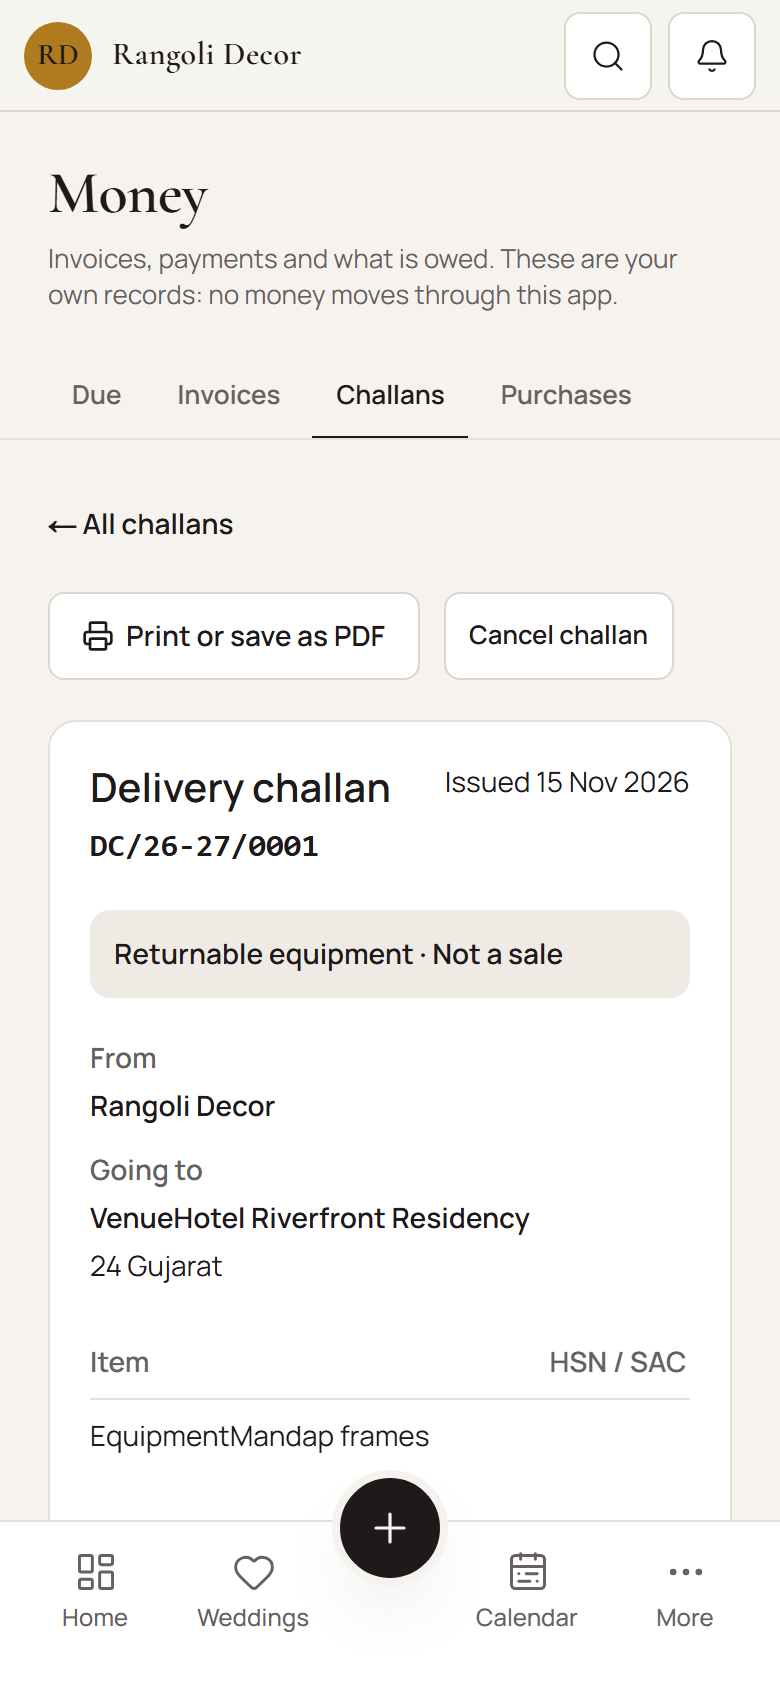 RD Rangoli Decor
Money
Invoices, payments and what is owed. These are your
own records: no money moves through this app.
Due Invoices Challans Purchases
← All challans
Print or save as PDF Cancel challan
Delivery challan Issued 15 Nov 2026
DC/26-27/0001
Returnable equipment · Not a sale
From
Rangoli Decor
Going to
VenueHotel Riverfront Residency
24 Gujarat
Item HSN / SAC
EquipmentMandap frames
Home Weddings Calendar More